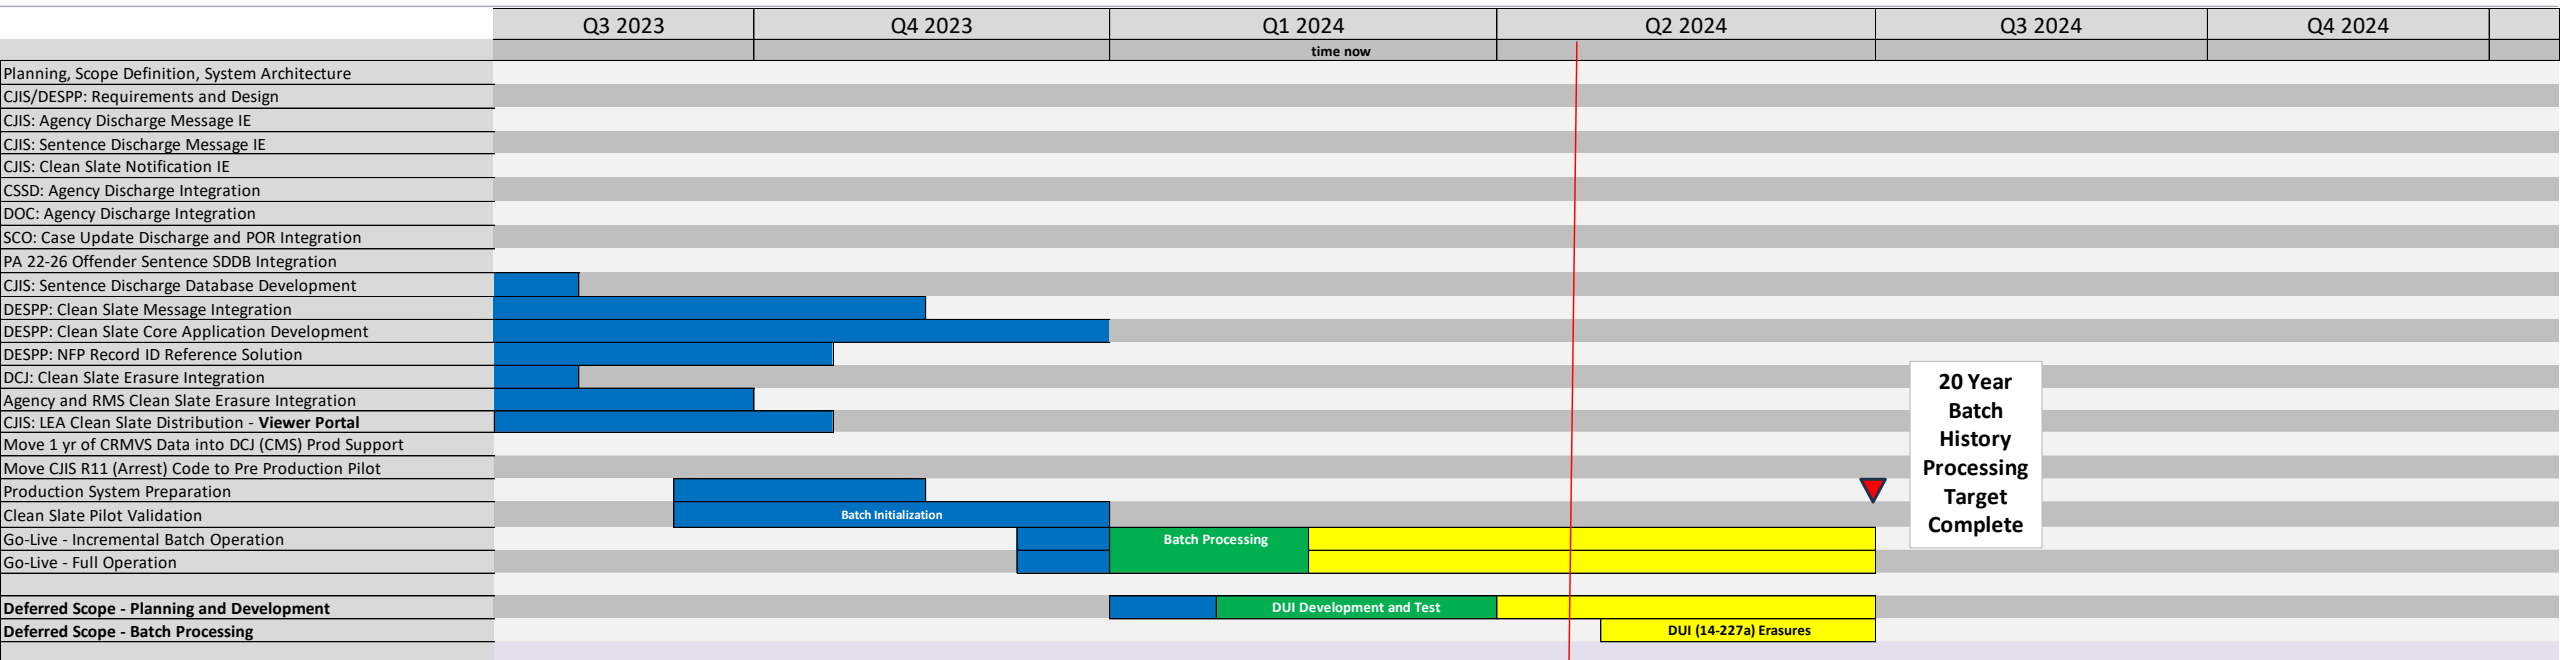 Q3 2023 Q4 2023 Q1 2024 Q2 2024 Q3 2024 Q4 2024
time now
Planning, Scope Definition, System Architecture
CJIS/DESPP: Requirements and Design
CJIS: Agency Discharge Message IE
CJIS: Sentence Discharge Message IE
CJIS: Clean Slate Notification IE
CSSD: Agency Discharge Integration
DOC: Agency Discharge Integration
SCO: Case Update Discharge and POR Integration
PA 22-26 Offender Sentence SDDB Integration
CJIS: Sentence Discharge Database Development
DESPP: Clean Slate Message Integration
DESPP: Clean Slate Core Application Development
DESPP: NFP Record ID Reference Solution
DCJ: Clean Slate Erasure Integration
Agency and RMS Clean Slate Erasure Integration
CJIS: LEA Clean Slate Distribution - Viewer Portal
Move 1 yr of CRMVS Data into DCJ (CMS) Prod Support
Move CJIS R11 (Arrest) Code to Pre Production Pilot
Production System Preparation
20 Year
Batch
History
Processing
Target
Complete
Clean Slate Pilot Validation Batch Initialization
Go-Live - Incremental Batch Operation Batch Processing
Go-Live - Full Operation
Deferred Scope - Planning and Development DUI Development and Test
Deferred Scope - Batch Processing DUI (14-227a) Erasures